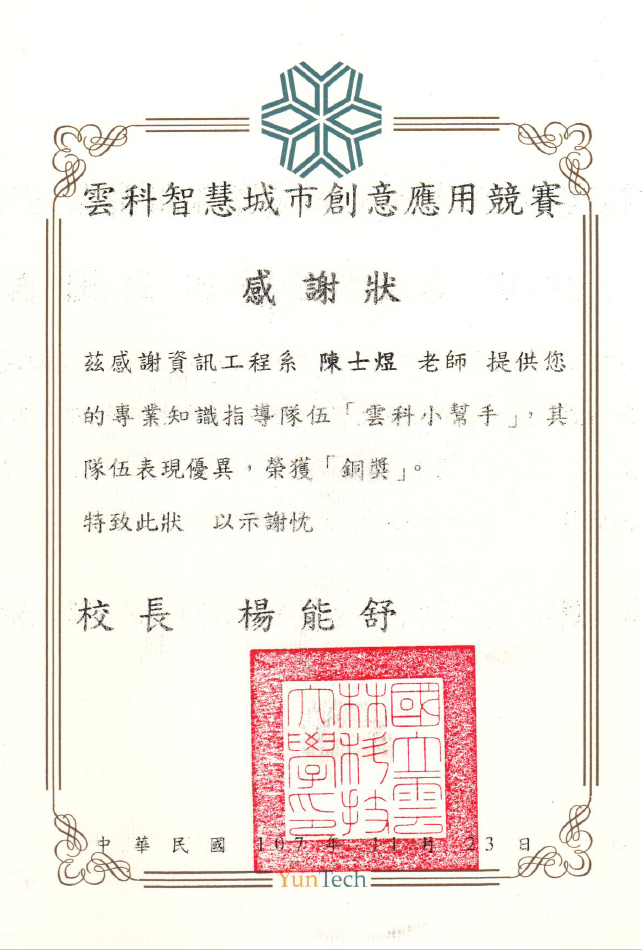 雲科智慧城市創意應用競賽
感謝狀
茲感謝資訊工程系 陳士煜 老師 提供您
的專業知識指導隊伍「雲科小幫手」，其
隊伍表現優異，榮獲「銅獎」。
特致此狀 以示謝忱
校長 楊能舒
國立雲
林科技
大學印
中華民國 107 年 11 月 23 日
YunTech